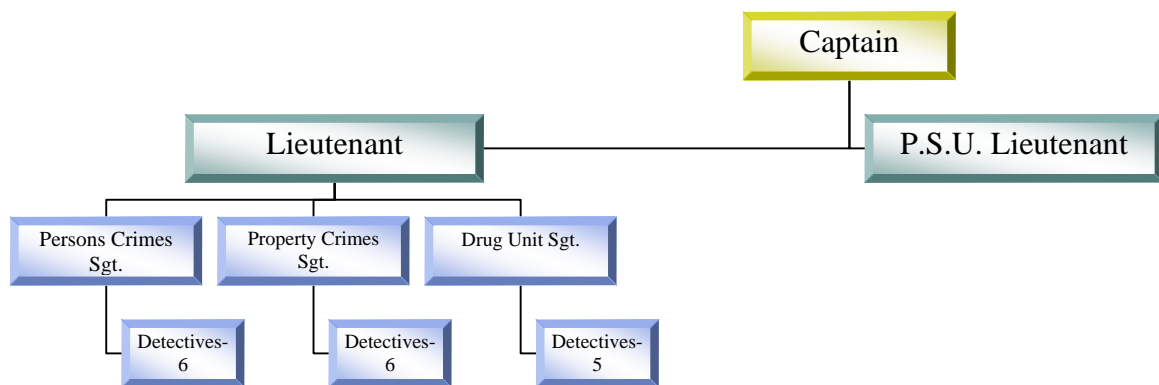 Captain
Lieutenant
P.S.U. Lieutenant
Persons Crimes
Sgt.
Property Crimes
Sgt.
Drug Unit Sgt.
Detectives-
6
Detectives-
6
Detectives-
5